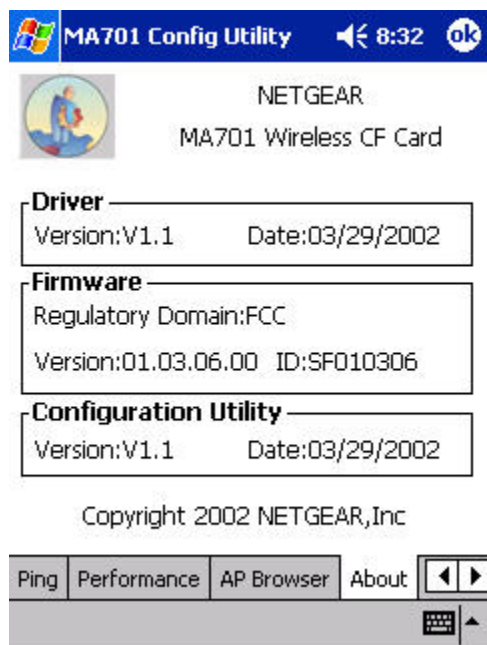 MA701 Config Utility 8:32 ok
NETGEAR
MA701 Wireless CF Card
Driver
Version:V1.1 Date:03/29/2002
Firmware
Regulatory Domain:FCC
Version:01.03.06.00 ID:SF010306
Configuration Utility
Version:V1.1 Date:03/29/2002
Copyright 2002 NETGEAR,Inc
Ping Performance AP Browser About